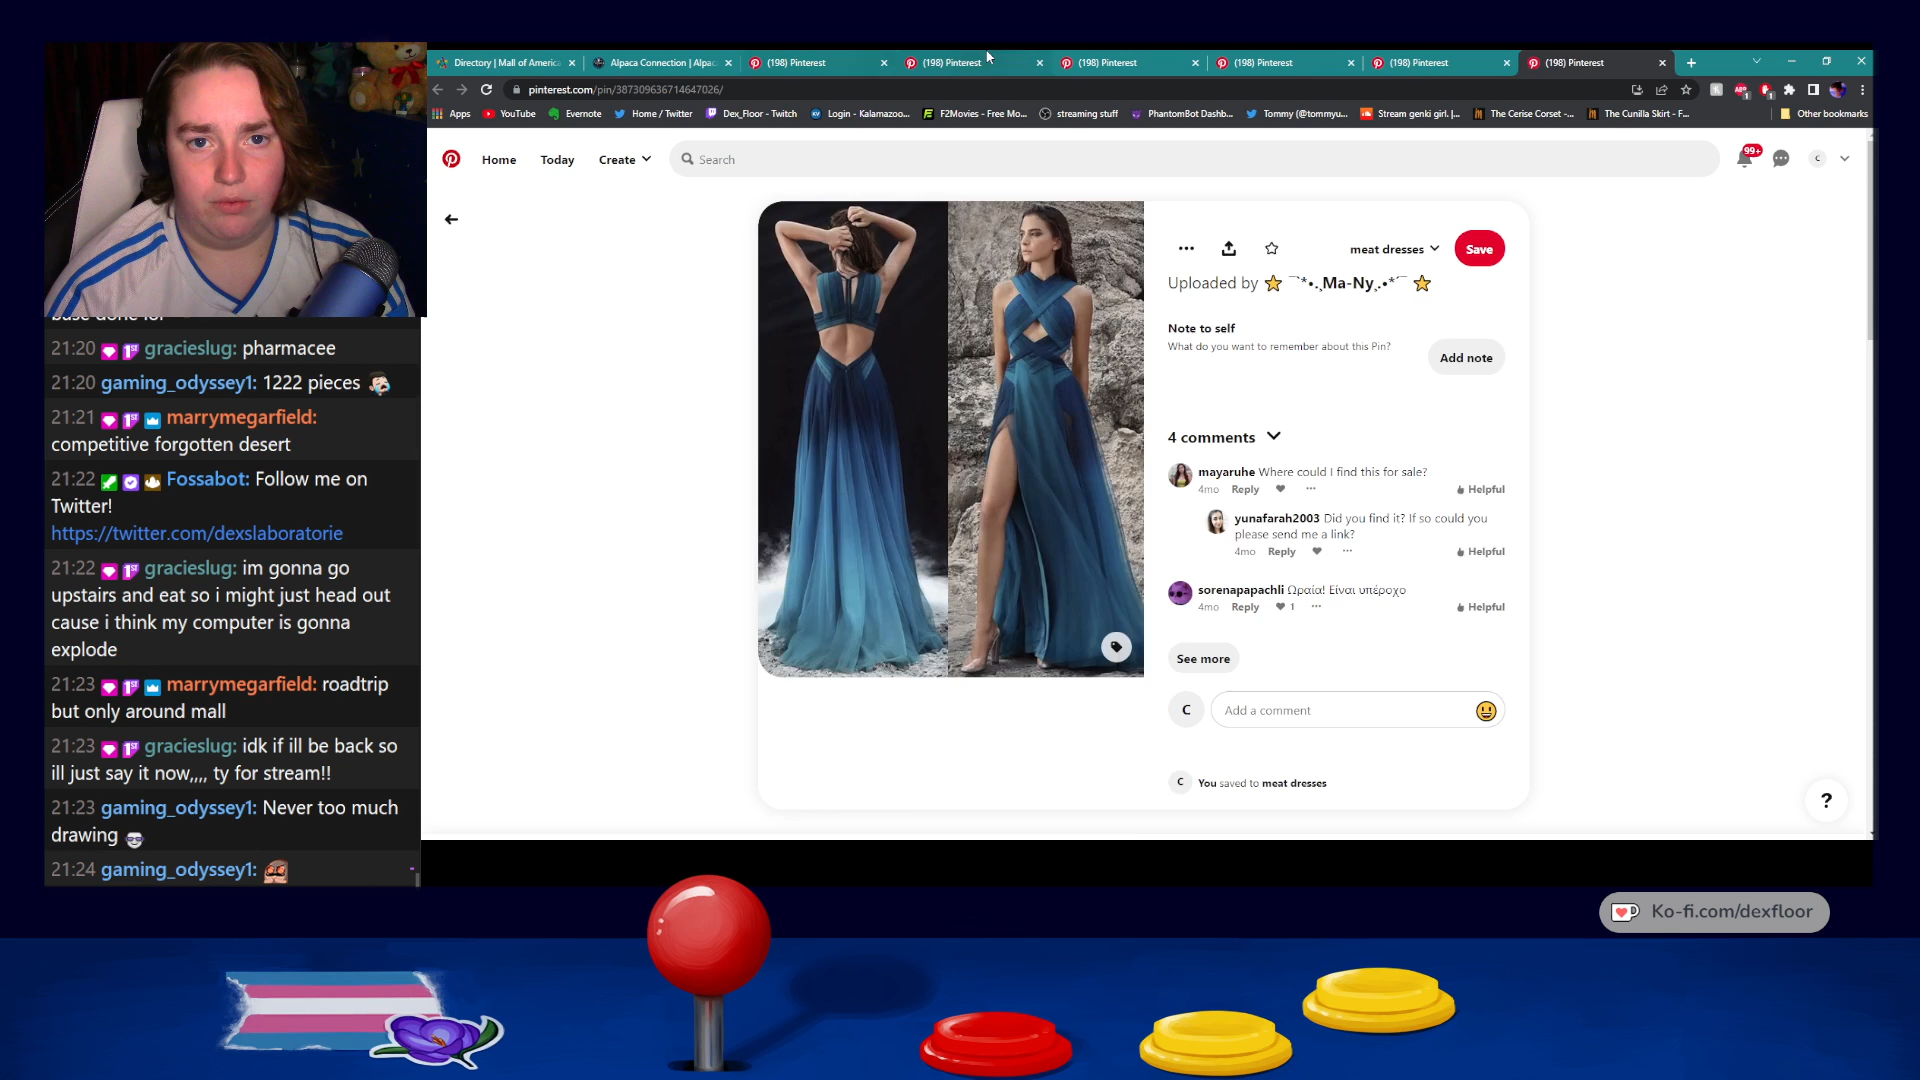 Directory | Mall of America
Alpaca Connection | Alpac
(198) Pinterest
(198) Pinterest
(198) Pinterest
(198) Pinterest
(198) Pinterest
(198) Pinterest
pinterest.com/pin/387309636714647026/
Apps
YouTube
Evernote
Home / Twitter
Dex_Floor - Twitch
Login - Kalamazoo...
F2Movies - Free Mo...
streaming stuff
PhantomBot Dashb...
Tommy (@tommyu...
Stream genki girl. |...
The Cerise Corset -...
The Cunilla Skirt - F...
Other bookmarks
Home
Today
Create
Search
99+
C
meat dresses
Save
Uploaded by ⭐ ¯`*•.¸Ma-Ny¸.•*´¯ ⭐
Note to self
What do you want to remember about this Pin?
Add note
4 comments
mayaruhe Where could I find this for sale?
4mo Reply
Helpful
yunafarah2003 Did you find it? If so could you
please send me a link?
4mo Reply
Helpful
sorenapapachli Ωραία! Είναι υπέροχο
4mo Reply 1
Helpful
See more
C
Add a comment
C You saved to meat dresses
?
21:20 gracieslug: pharmacee
21:20 gaming_odyssey1: 1222 pieces
21:21 marrymegarfield:
competitive forgotten desert
21:22 Fossabot: Follow me on
Twitter!
https://twitter.com/dexslaboratorie
21:22 gracieslug: im gonna go
upstairs and eat so i might just head out
cause i think my computer is gonna
explode
21:23 marrymegarfield: roadtrip
but only around mall
21:23 gracieslug: idk if ill be back so
ill just say it now,,,, ty for stream!!
21:23 gaming_odyssey1: Never too much
drawing
21:24 gaming_odyssey1:
Ko-fi.com/dexfloor